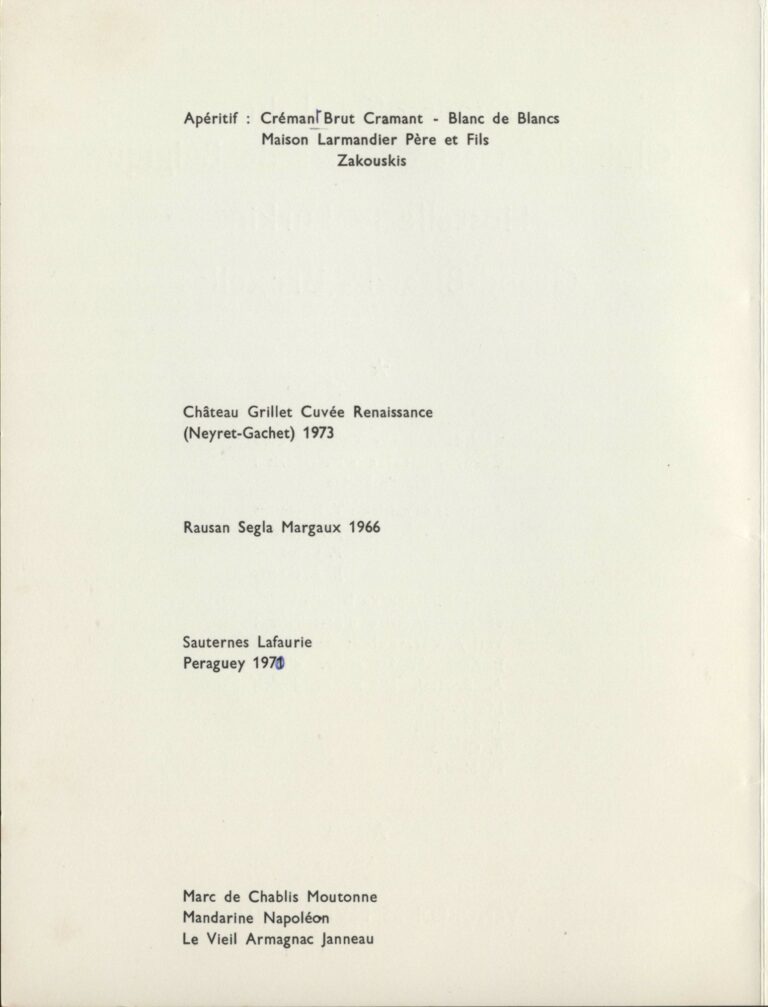 Apéritif : Crémant Brut Cramant - Blanc de Blancs
Maison Larmandier Père et Fils
Zakouskis
Château Grillet Cuvée Renaissance
(Neyret-Gachet) 1973
Rausan Segla Margaux 1966
Sauternes Lafaurie
Peraguey 1970
Marc de Chablis Moutonne
Mandarine Napoléon
Le Vieil Armagnac Janneau